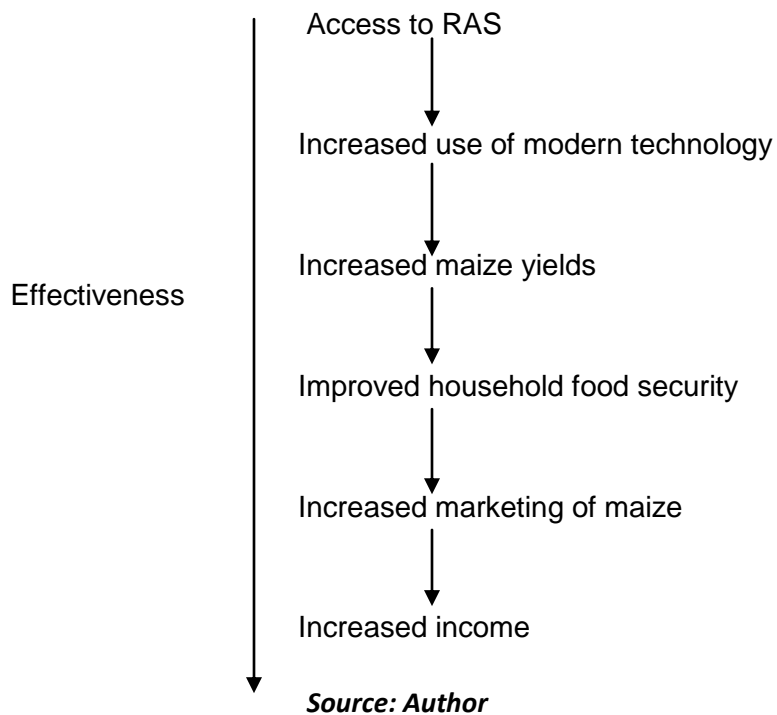 Access to RAS
Increased use of modern technology
Increased maize yields
Effectiveness
Improved household food security
Increased marketing of maize
Increased income
Source: Author